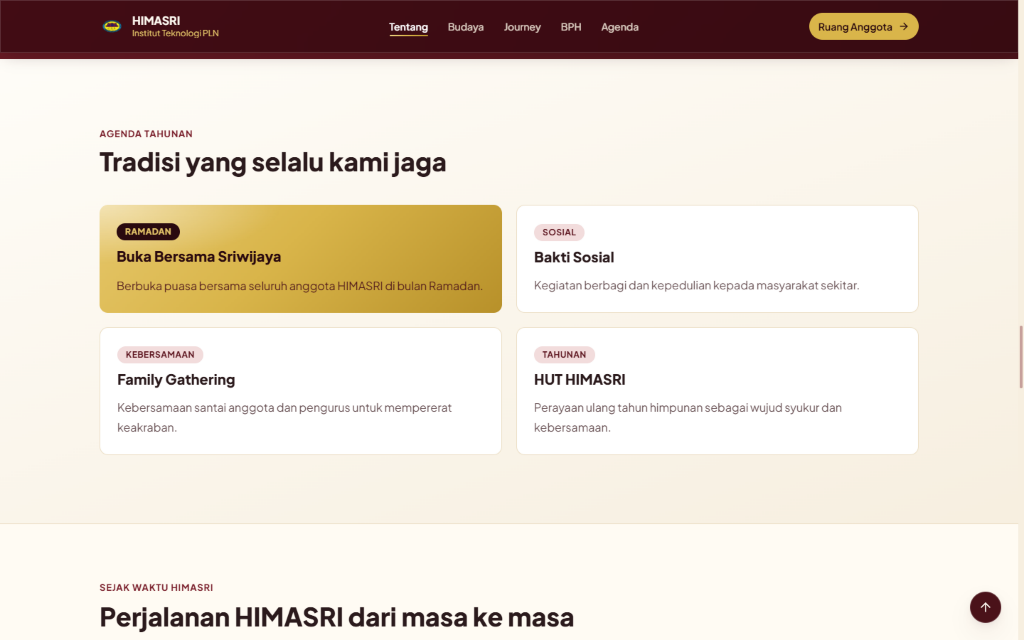 HIMASRI
Institut Teknologi PLN
Tentang
Budaya
Journey
BPH
Agenda
Ruang Anggota
AGENDA TAHUNAN
Tradisi yang selalu kami jaga
RAMADAN
Buka Bersama Sriwijaya
Berbuka puasa bersama seluruh anggota HIMASRI di bulan Ramadan.
SOSIAL
Bakti Sosial
Kegiatan berbagi dan kepedulian kepada masyarakat sekitar.
KEBERSAMAAN
Family Gathering
Kebersamaan santai anggota dan pengurus untuk mempererat
keakraban.
TAHUNAN
HUT HIMASRI
Perayaan ulang tahun himpunan sebagai wujud syukur dan
kebersamaan.
SEJAK WAKTU HIMASRI
Perjalanan HIMASRI dari masa ke masa